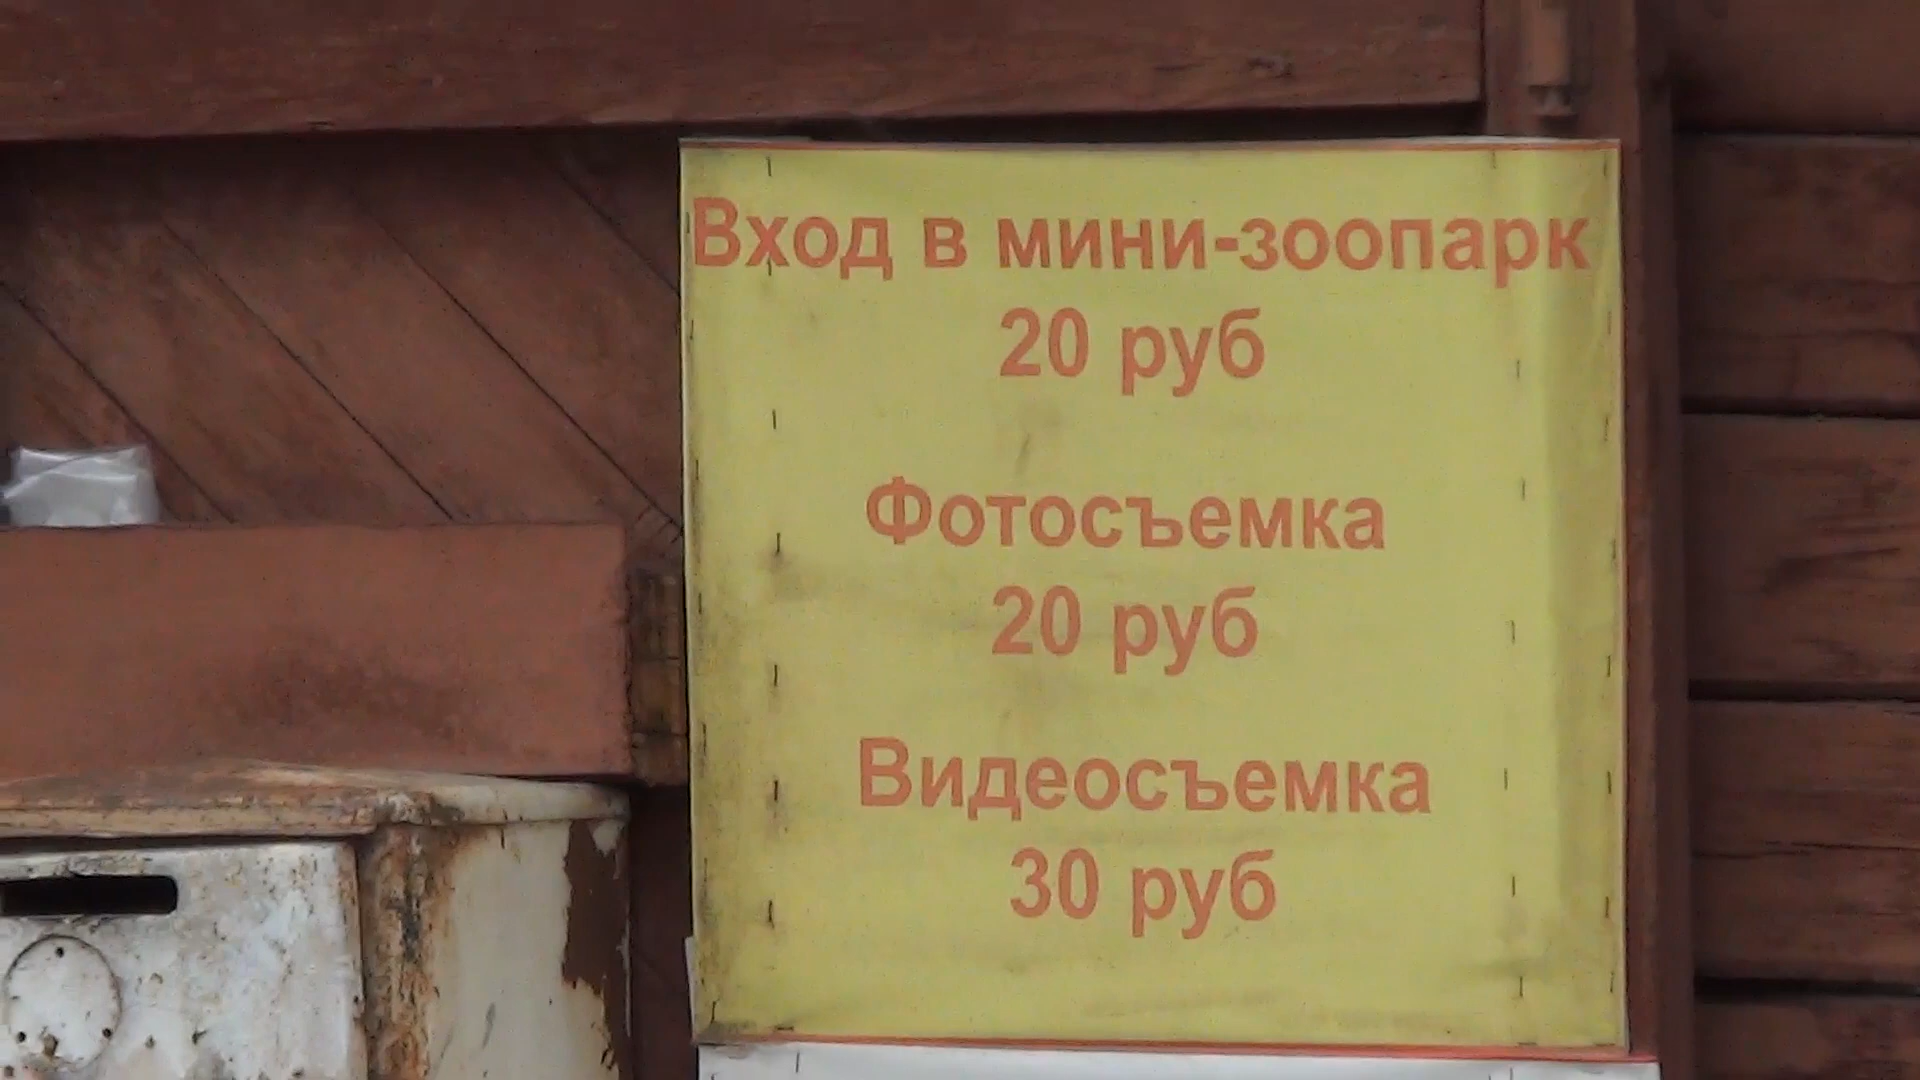 Вход в мини-зоопарк
20 руб
Фотосъемка
20 руб
Видеосъемка
30 руб